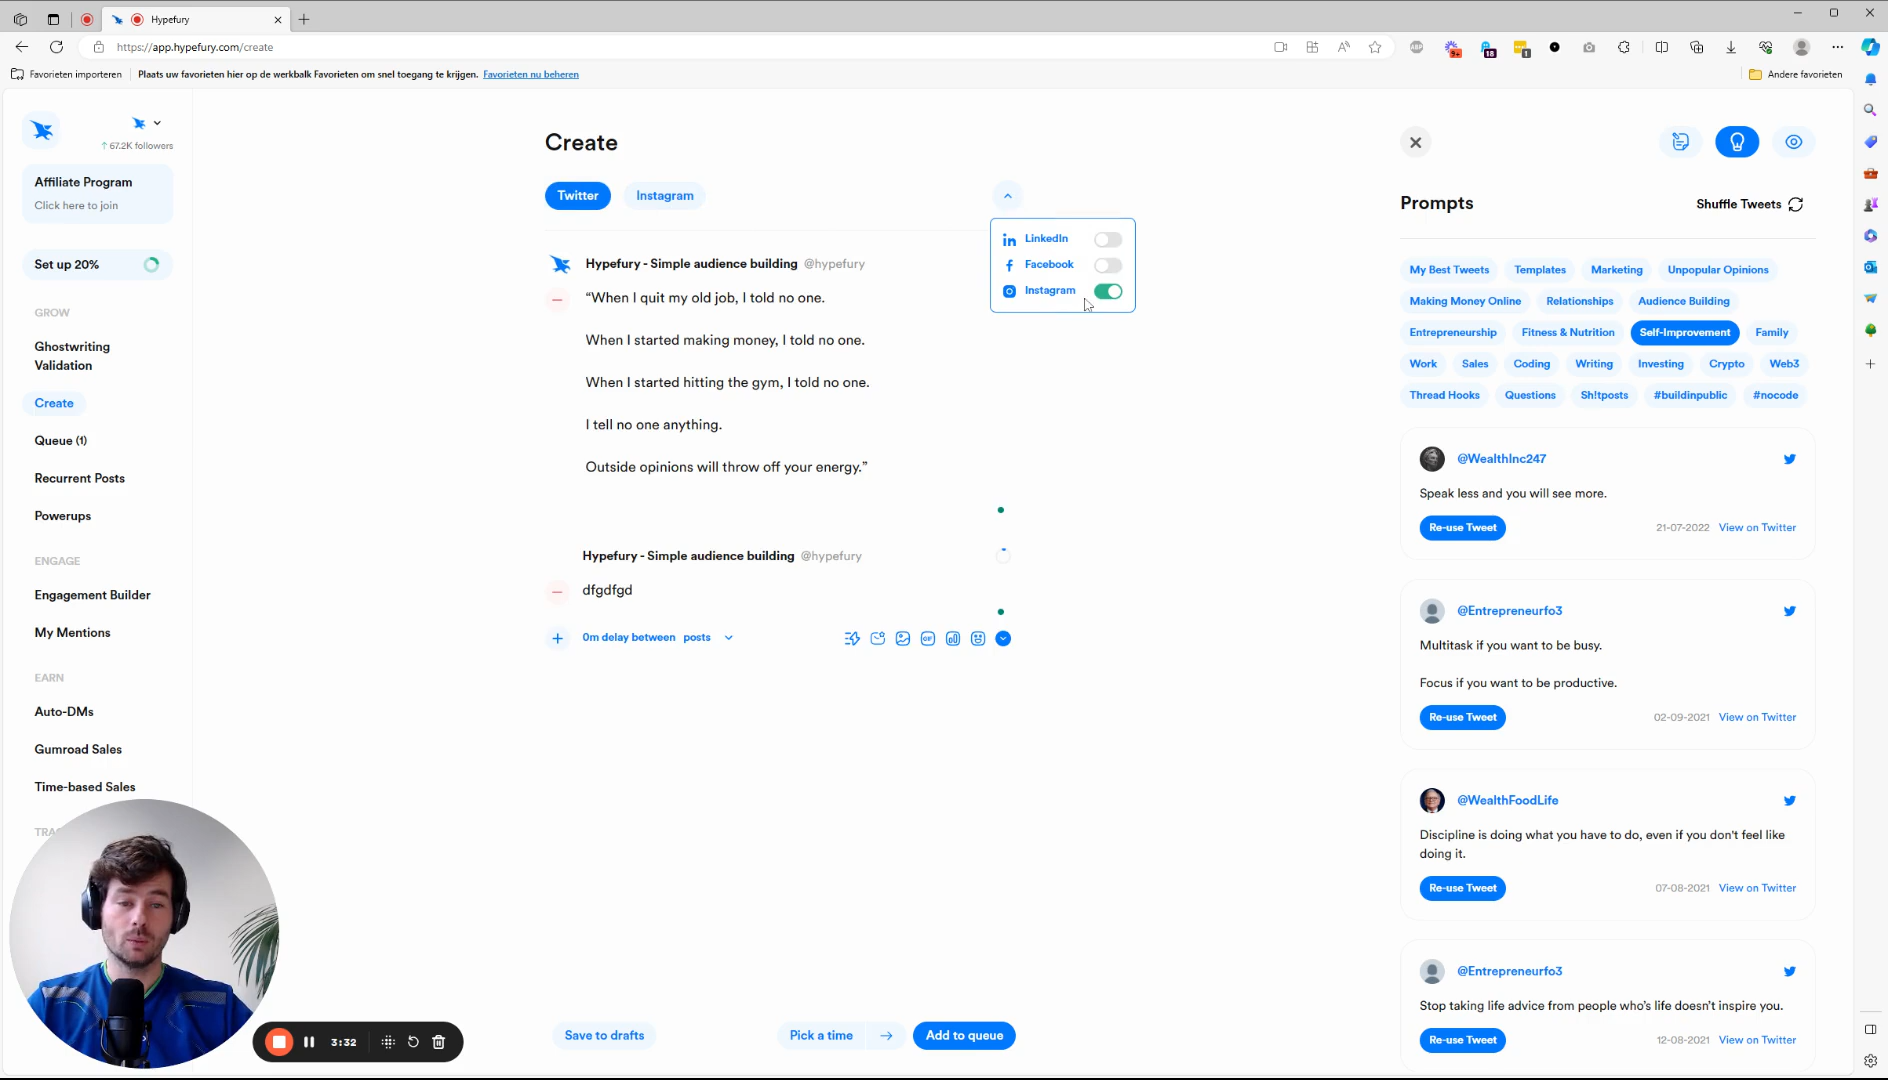 Hypefury
https://app.hypefury.com/create
ABP
9+
18
1
Favorieten importeren
Plaats uw favorieten hier op de werkbalk Favorieten om snel toegang te krijgen. Favorieten nu beheren
Andere favorieten
↑ 67.2K followers
Affiliate Program
Click here to join
Set up 20%
GROW
Ghostwriting
Validation
Create
Queue (1)
Recurrent Posts
Powerups
ENGAGE
Engagement Builder
My Mentions
EARN
Auto-DMs
Gumroad Sales
Time-based Sales
TRAC
3:32
Create
Twitter
Instagram
LinkedIn
Facebook
Instagram
Hypefury - Simple audience building @hypefury
“When I quit my old job, I told no one.
When I started making money, I told no one.
When I started hitting the gym, I told no one.
I tell no one anything.
Outside opinions will throw off your energy.”
Hypefury - Simple audience building @hypefury
dfgdfgd
0m delay between posts
GIF
Save to drafts
Pick a time
Add to queue
Prompts
Shuffle Tweets
My Best Tweets Templates Marketing Unpopular Opinions
Making Money Online Relationships Audience Building
Entrepreneurship Fitness & Nutrition Self-Improvement Family
Work Sales Coding Writing Investing Crypto Web3
Thread Hooks Questions Sh!tposts #buildinpublic #nocode
@WealthInc247
Speak less and you will see more.
Re-use Tweet 21-07-2022 View on Twitter
@Entrepreneurfo3
Multitask if you want to be busy.
Focus if you want to be productive.
Re-use Tweet 02-09-2021 View on Twitter
@WealthFoodLife
Discipline is doing what you have to do, even if you don't feel like
doing it.
Re-use Tweet 07-08-2021 View on Twitter
@Entrepreneurfo3
Stop taking life advice from people who’s life doesn’t inspire you.
Re-use Tweet 12-08-2021 View on Twitter